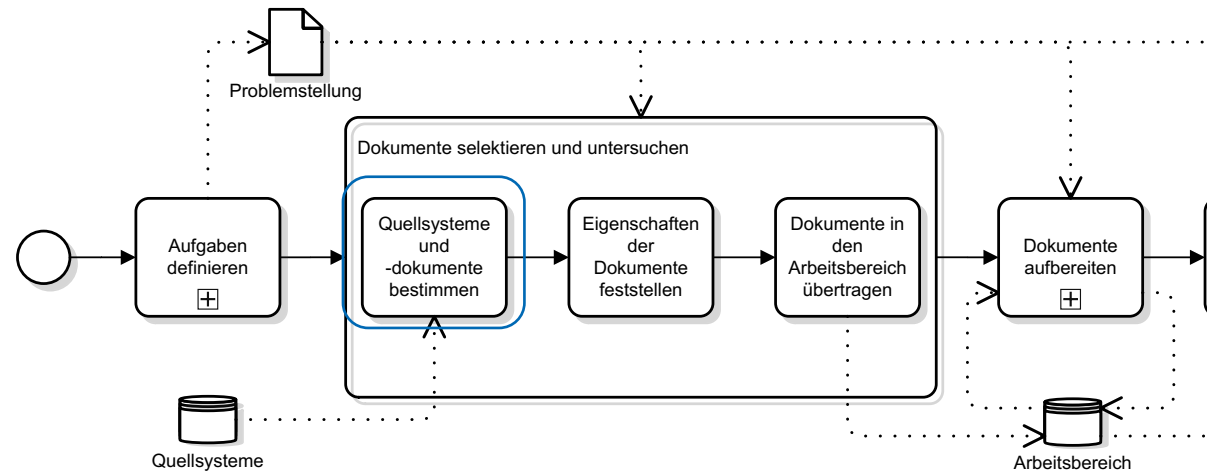 Problemstellung
Dokumente selektieren und untersuchen
Aufgaben
definieren
Quellsysteme
und
-dokumente
bestimmen
Eigenschaften
der
Dokumente
feststellen
Dokumente in
den
Arbeitsbereich
übertragen
Dokumente
aufbereiten
Quellsysteme
Arbeitsbereich